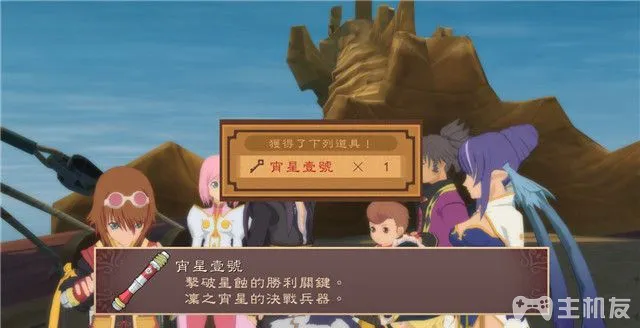 獲得了下列道具！
宵星壹號 × 1
宵星壹號
擊破星蝕的勝利關鍵。
凜之宵星的決戰兵器。
主机友